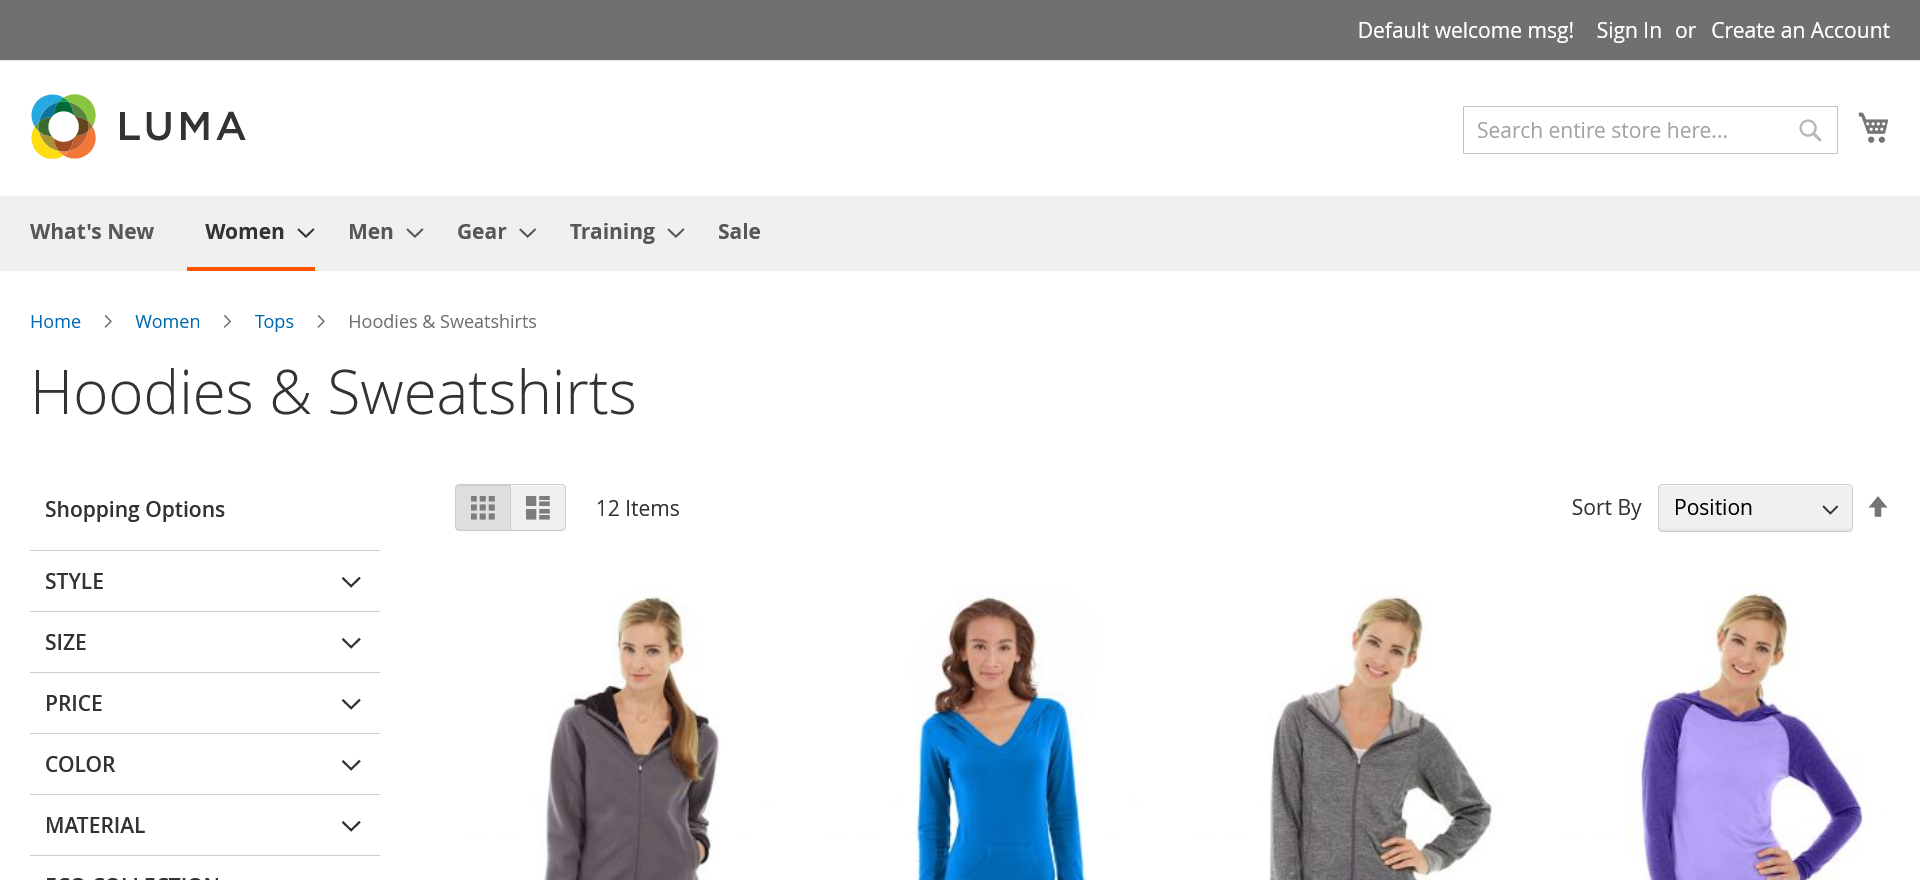 Default welcome msg! Sign In or Create an Account
LUMA
Search entire store here...
What's New Women Men Gear Training Sale
Home Women Tops Hoodies & Sweatshirts
Hoodies & Sweatshirts
Shopping Options
12 Items
Sort By Position
STYLE
SIZE
PRICE
COLOR
MATERIAL
ECO COLLECTION